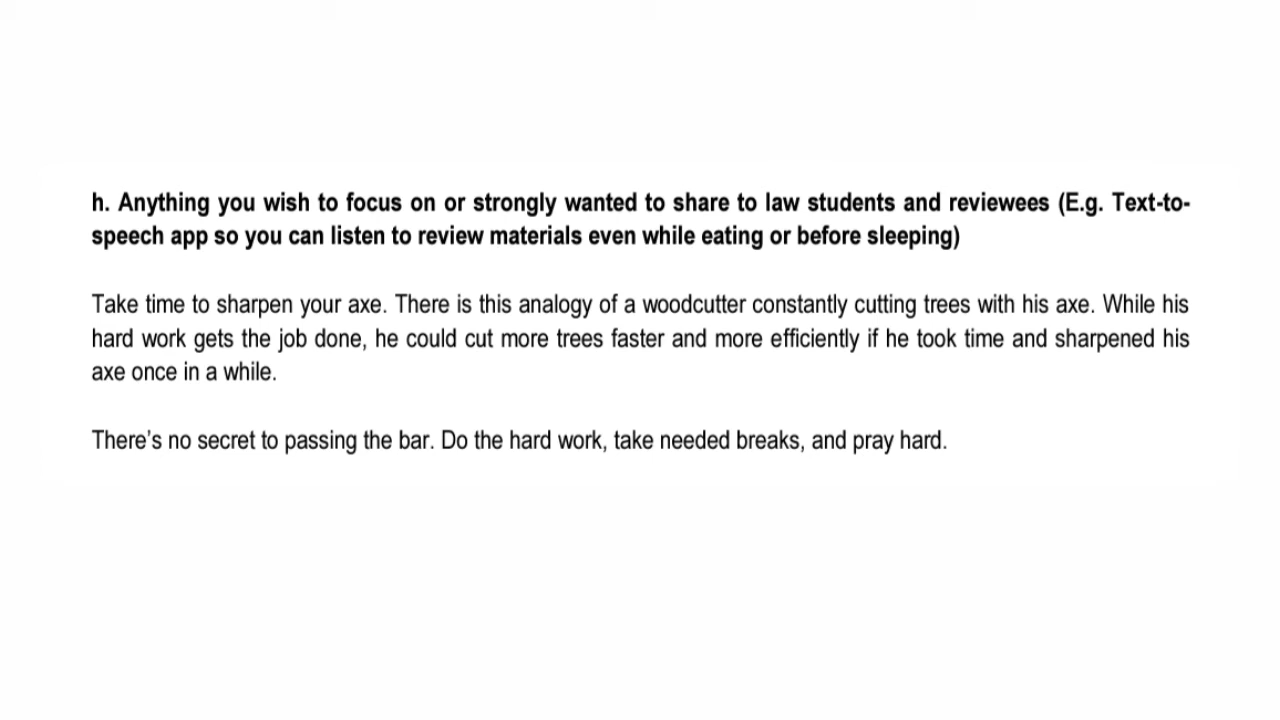 h. Anything you wish to focus on or strongly wanted to share to law students and reviewees (E.g. Text-to-
speech app so you can listen to review materials even while eating or before sleeping)
Take time to sharpen your axe. There is this analogy of a woodcutter constantly cutting trees with his axe. While his
hard work gets the job done, he could cut more trees faster and more efficiently if he took time and sharpened his
axe once in a while.
There’s no secret to passing the bar. Do the hard work, take needed breaks, and pray hard.